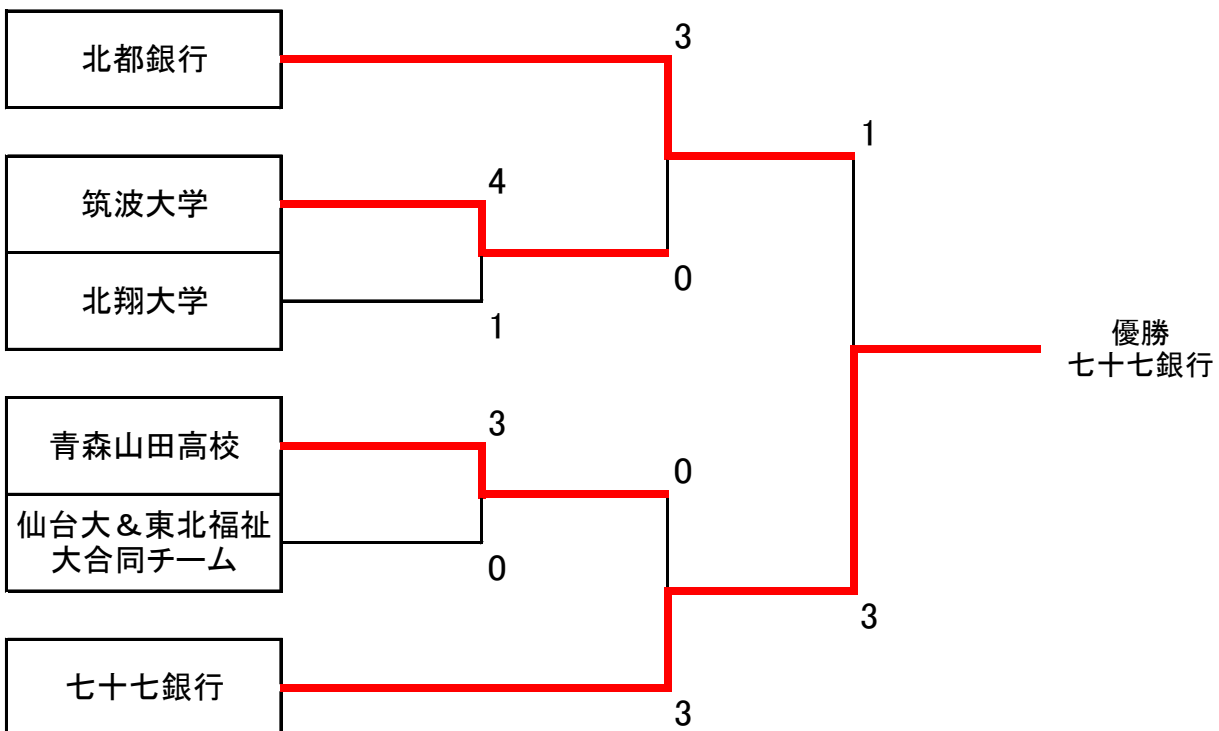 3
北都銀行
1
4
筑波大学
0
北翔大学
1
優勝
七十七銀行
3
青森山田高校
0
仙台大＆東北福祉
大合同チーム
0
3
七十七銀行
3